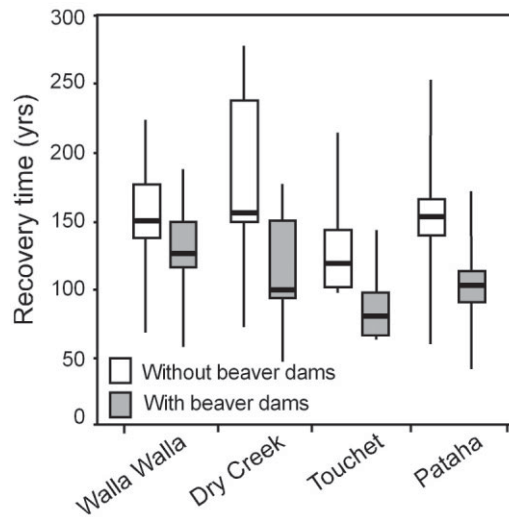 300
250
200
150
100
50
0
Recovery time (yrs)
Without beaver dams
With beaver dams
Walla Walla
Dry Creek
Touchet
Pataha